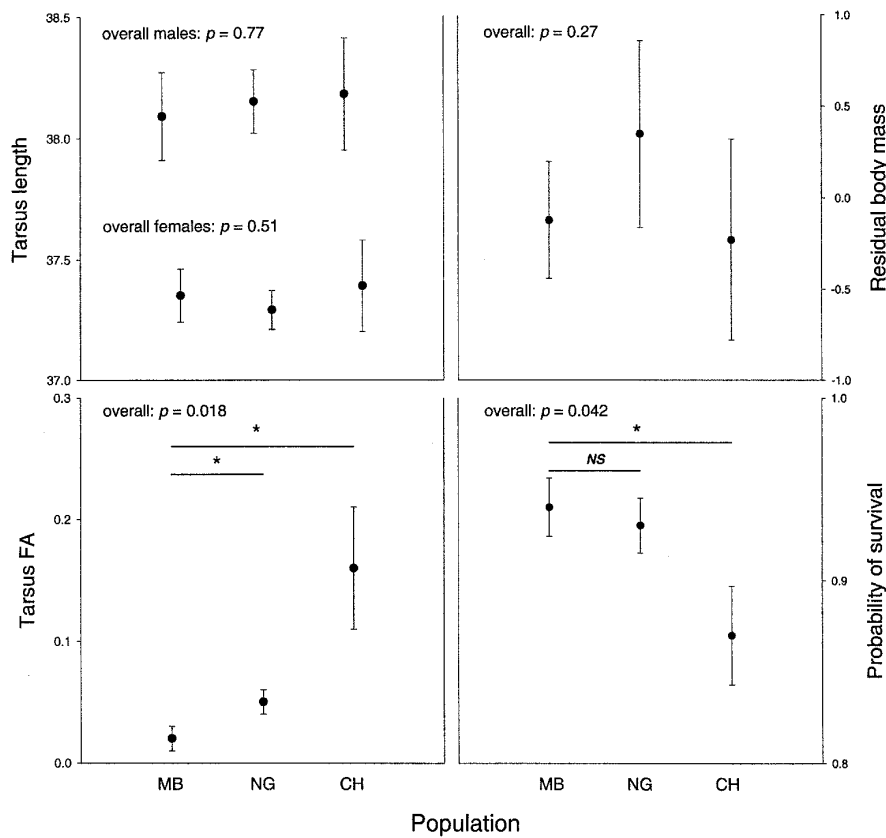 38.5
38.0
37.5
37.0
Tarsus length
overall males: p = 0.77
overall females: p = 0.51
overall: p = 0.27
1.0
0.5
0.0
-0.5
-1.0
Residual body mass
0.3
0.2
0.1
0.0
Tarsus FA
overall: p = 0.018
*
*
MB NG CH
overall: p = 0.042
*
NS
MB NG CH
1.0
0.9
0.8
Probability of survival
Population